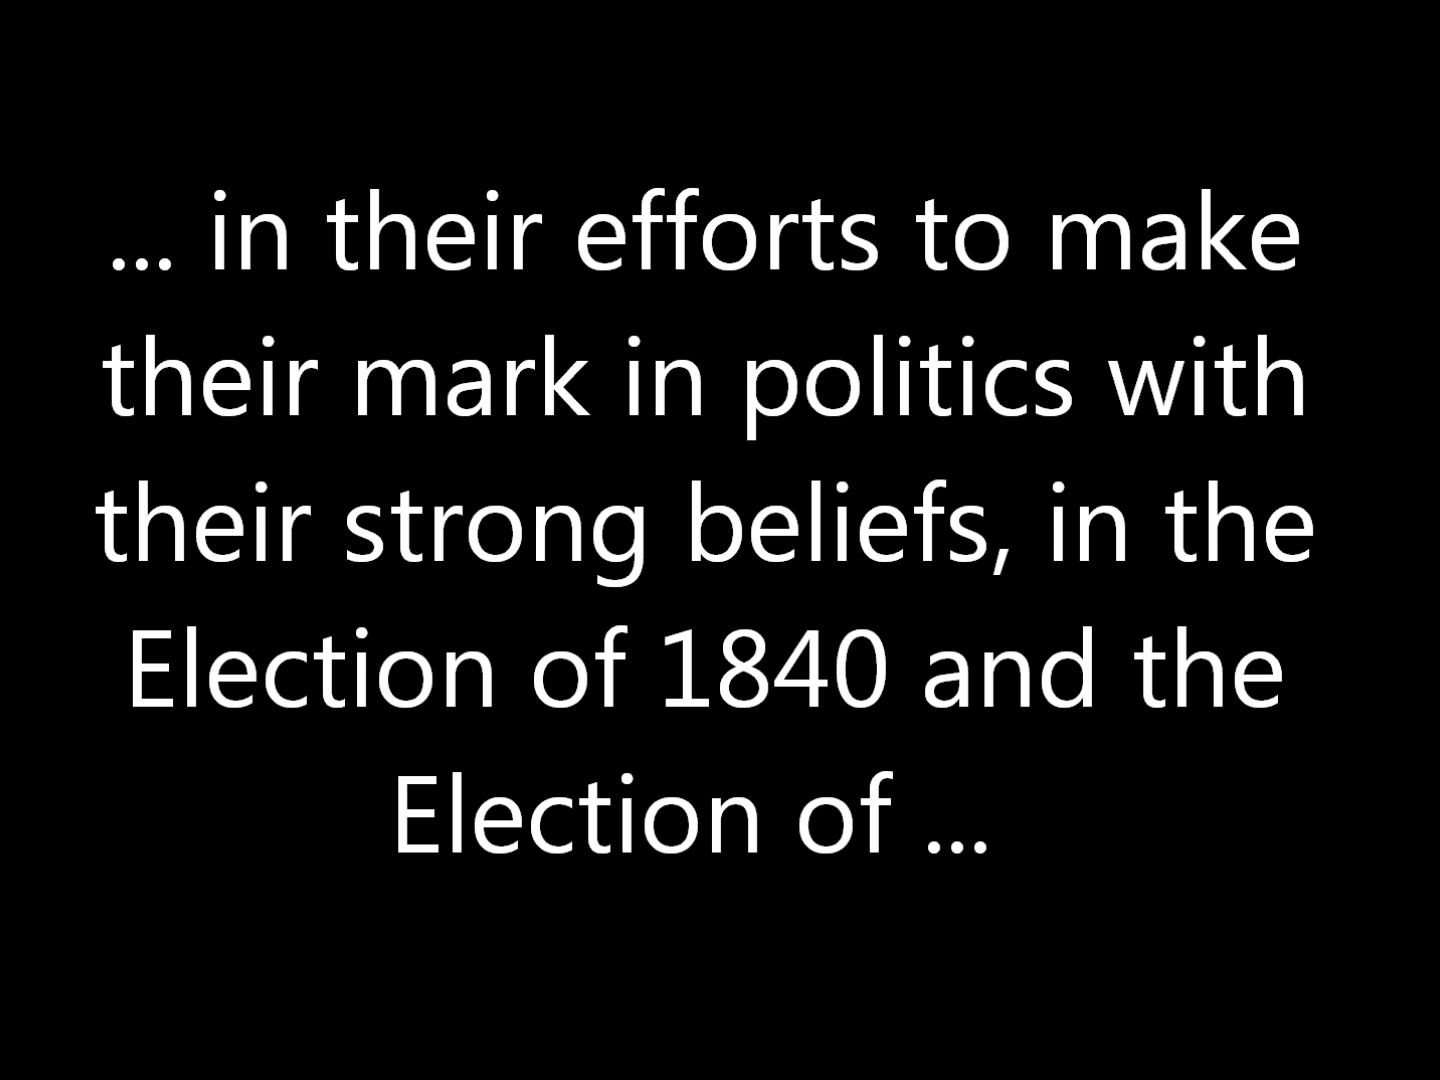 ... in their efforts to make
their mark in politics with
their strong beliefs, in the
Election of 1840 and the
Election of ...